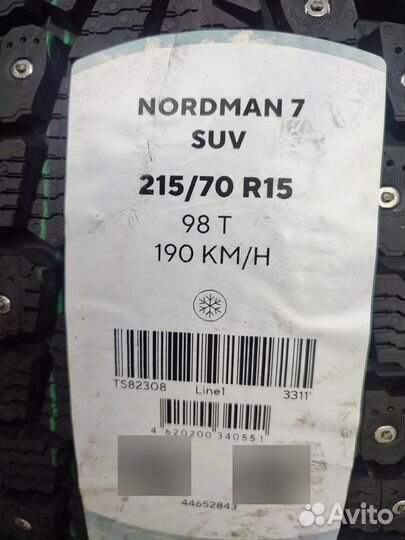 NORDMAN 7
SUV
215/70 R15
98 T
190 KM/H
TS82308 Line1 3311'
4 620200 340551
44652843
Avito